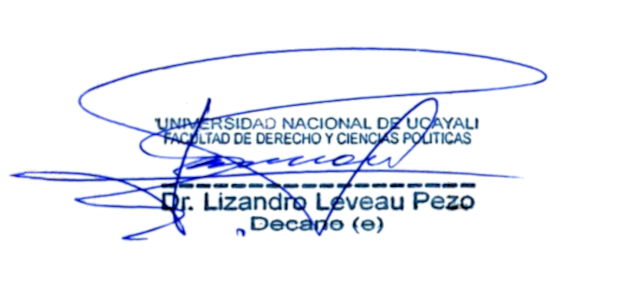 UNIVERSIDAD NACIONAL DE UCAYALI
FACULTAD DE DERECHO Y CIENCIAS POLITICAS
Dr. Lizandro Leveau Pezo
Decano (e)